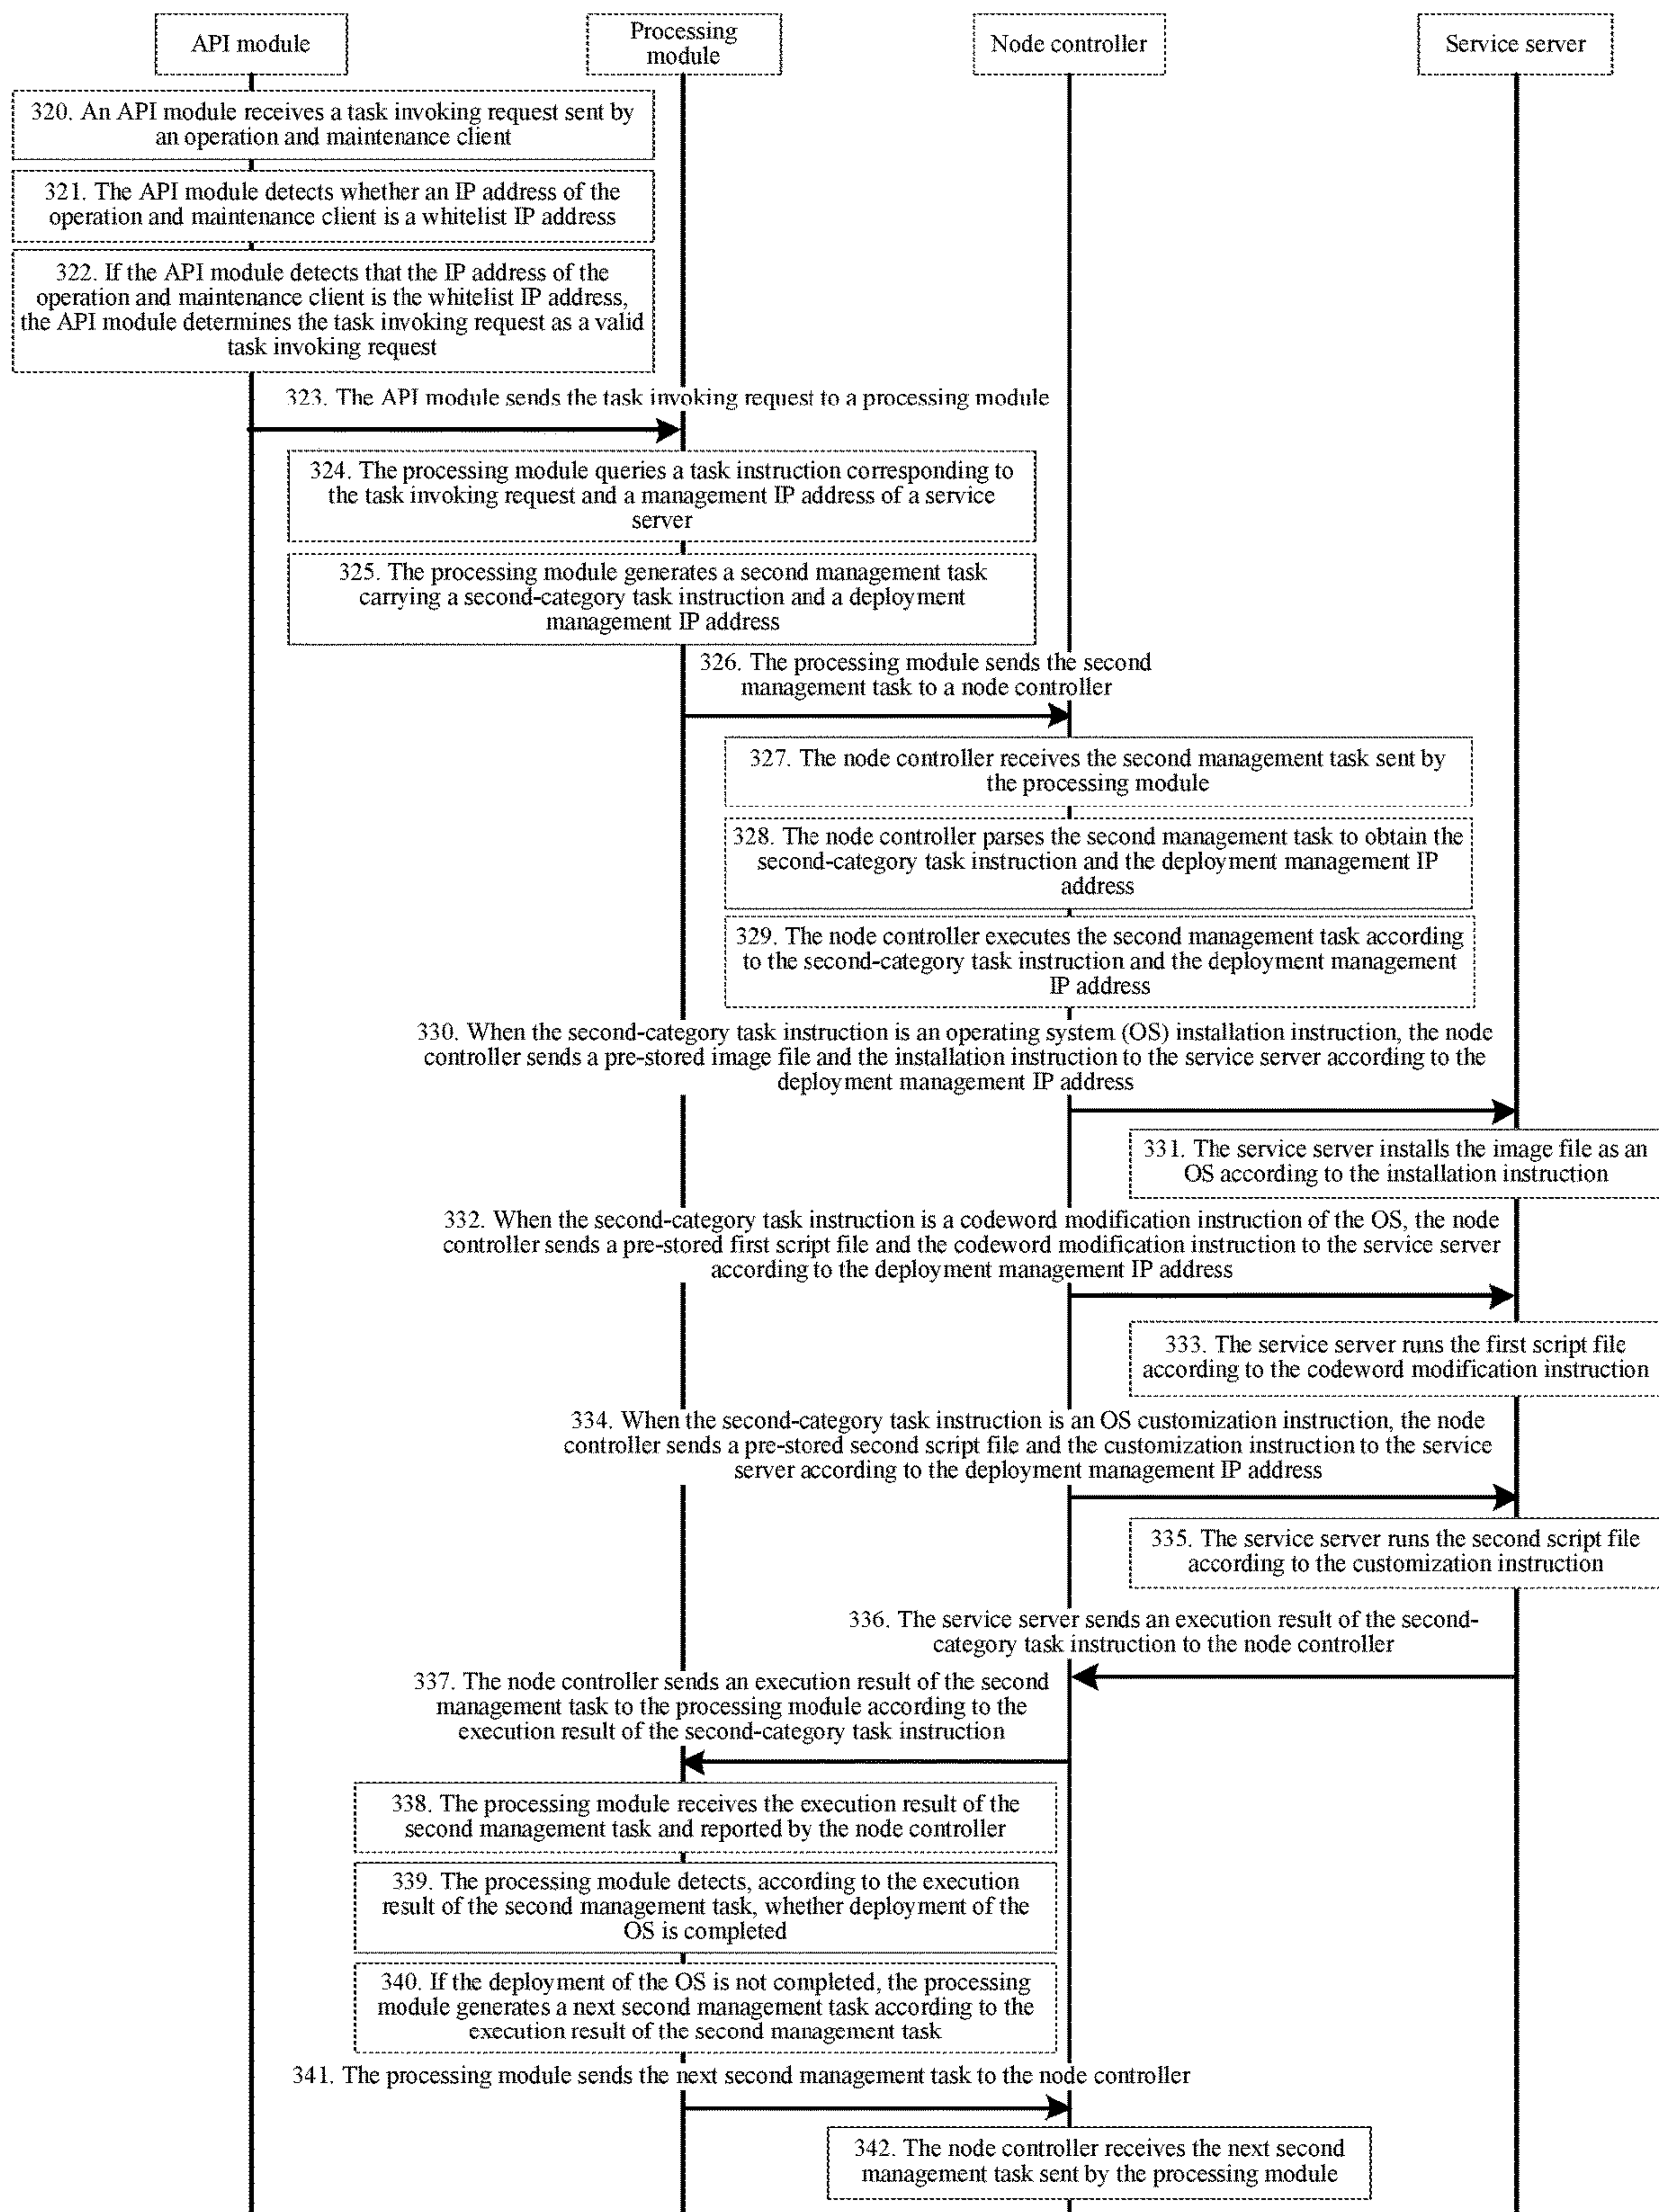 API module
Processing
module
Node controller
Service server
320. An API module receives a task invoking request sent by
an operation and maintenance client
321. The API module detects whether an IP address of the
operation and maintenance client is a whitelist IP address
322. If the API module detects that the IP address of the
operation and maintenance client is the whitelist IP address,
the API module determines the task invoking request as a valid
task invoking request
323. The API module sends the task invoking request to a processing module
324. The processing module queries a task instruction corresponding to
the task invoking request and a management IP address of a service
server
325. The processing module generates a second management task
carrying a second-category task instruction and a deployment
management IP address
326. The processing module sends the second
management task to a node controller
327. The node controller receives the second management task sent by
the processing module
328. The node controller parses the second management task to obtain the
second-category task instruction and the deployment management IP
address
329. The node controller executes the second management task according
to the second-category task instruction and the deployment management
IP address
330. When the second-category task instruction is an operating system (OS) installation instruction, the node
controller sends a pre-stored image file and the installation instruction to the service server according to the
deployment management IP address
331. The service server installs the image file as an
OS according to the installation instruction
332. When the second-category task instruction is a codeword modification instruction of the OS, the node
controller sends a pre-stored first script file and the codeword modification instruction to the service server
according to the deployment management IP address
333. The service server runs the first script file
according to the codeword modification instruction
334. When the second-category task instruction is an OS customization instruction, the node
controller sends a pre-stored second script file and the customization instruction to the service
server according to the deployment management IP address
335. The service server runs the second script file
according to the customization instruction
336. The service server sends an execution result of the second-
category task instruction to the node controller
337. The node controller sends an execution result of the second
management task to the processing module according to the
execution result of the second-category task instruction
338. The processing module receives the execution result of the
second management task and reported by the node controller
339. The processing module detects, according to the execution
result of the second management task, whether deployment of the
OS is completed
340. If the deployment of the OS is not completed, the processing
module generates a next second management task according to the
execution result of the second management task
341. The processing module sends the next second management task to the node controller
342. The node controller receives the next second
management task sent by the processing module